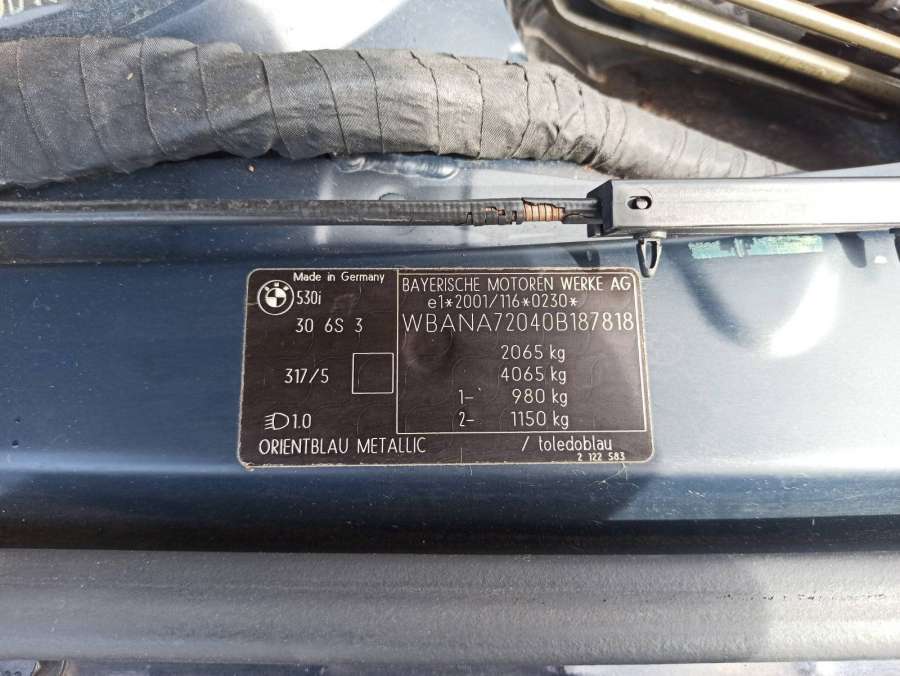 Made in Germany
BMW
530i
30 6S 3
317/5
1.0
BAYERISCHE MOTOREN WERKE AG
e1*2001/116*0230*
WBANA72040B187818
2065 kg
4065 kg
1- 980 kg
2- 1150 kg
ORIENTBLAU METALLIC / toledoblau
2 122 583